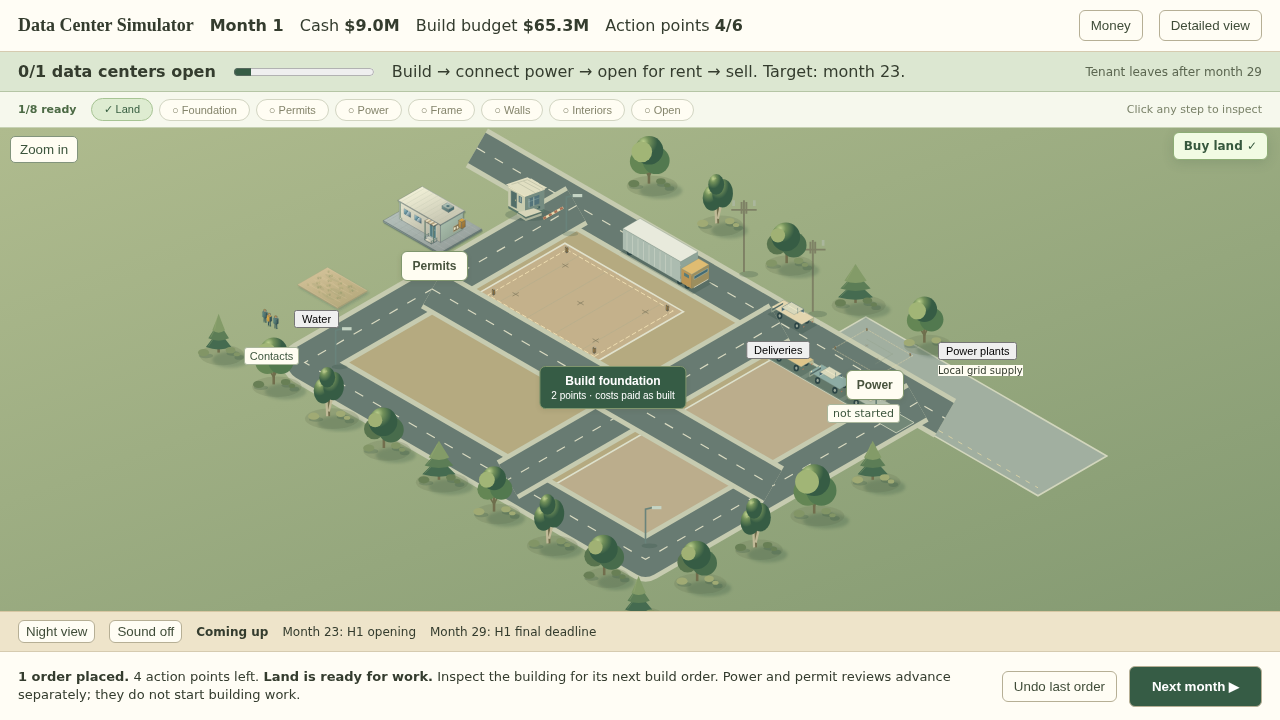 Data Center Simulator Month 1 Cash $9.0M Build budget $65.3M Action points 4/6 Money Detailed view
0/1 data centers open Build → connect power → open for rent → sell. Target: month 23. Tenant leaves after month 29
1/8 ready ✓ Land ○ Foundation ○ Permits ○ Power ○ Frame ○ Walls ○ Interiors ○ Open Click any step to inspect
Zoom in
Buy land ✓
Permits
Water
Contacts
Deliveries
Power plants
Local grid supply
Build foundation
2 points · costs paid as built
Power
not started
Night view Sound off Coming up Month 23: H1 opening Month 29: H1 final deadline
1 order placed. 4 action points left. Land is ready for work. Inspect the building for its next build order. Power and permit reviews advance
separately; they do not start building work.
Undo last order Next month ▶